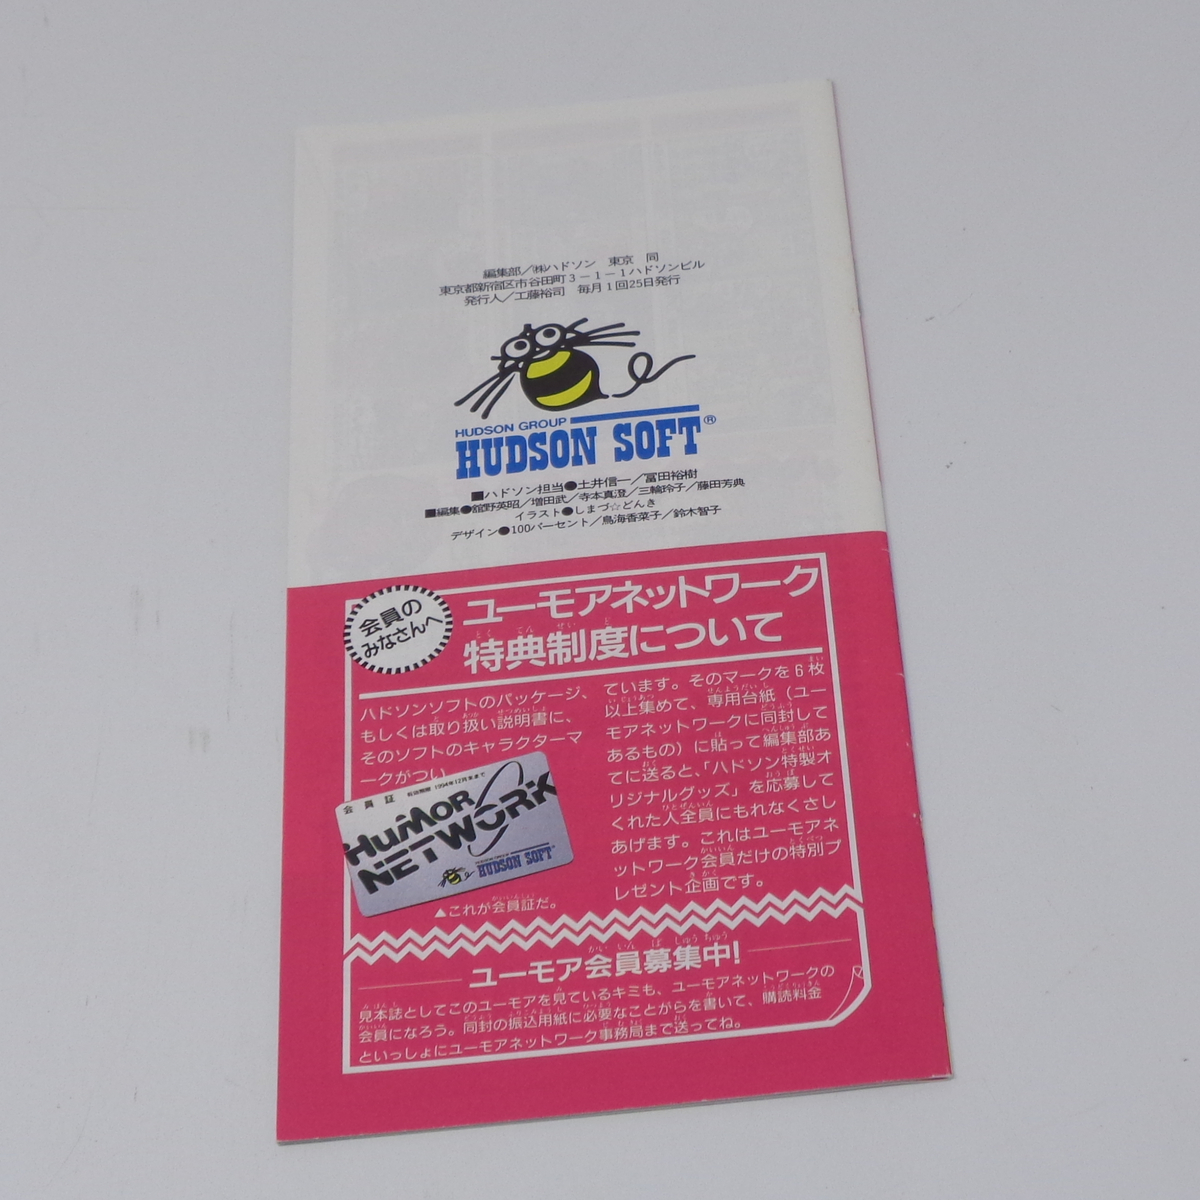 編集部／㈱ハドソン　東京　同
東京都新宿区市谷田町３－１－１ハドソンビル
発行人／工藤裕司　毎月１回25日発行
HUDSON GROUP
HUDSON SOFT®
■ハドソン担当●土井信一／冨田裕樹
■編集●舘野英昭／増田武／寺本真澄／三輪玲子／藤田芳典
イラスト●しまづ☆どんき
デザイン●100パーセント／鳥海香菜子／鈴木智子
会員の
みなさんへ
ユーモアネットワーク
特典制度について
ハドソンソフトのパッケージ、
もしくは取り扱い説明書に、
そのソフトのキャラクターマ
ークがつい
ています。そのマークを6枚
以上集めて、専用台紙（ユー
モアネットワークに同封して
あるもの）に貼って編集部あ
てに送ると、「ハドソン特製オ
リジナルグッズ」を応募して
くれた人全員にもれなくさし
あげます。これはユーモアネ
ットワーク会員だけの特別プ
レゼント企画です。
会員証　有効期限 1994年12月末まで
HuMOR
NETWORK
HUDSON SOFT
▲これが会員証だ。
ユーモア会員募集中!
見本誌としてこのユーモアを見ているキミも、ユーモアネットワークの
会員になろう。同封の振込用紙に必要なことがらを書いて、購読料金
といっしょにユーモアネットワーク事務局まで送ってね。